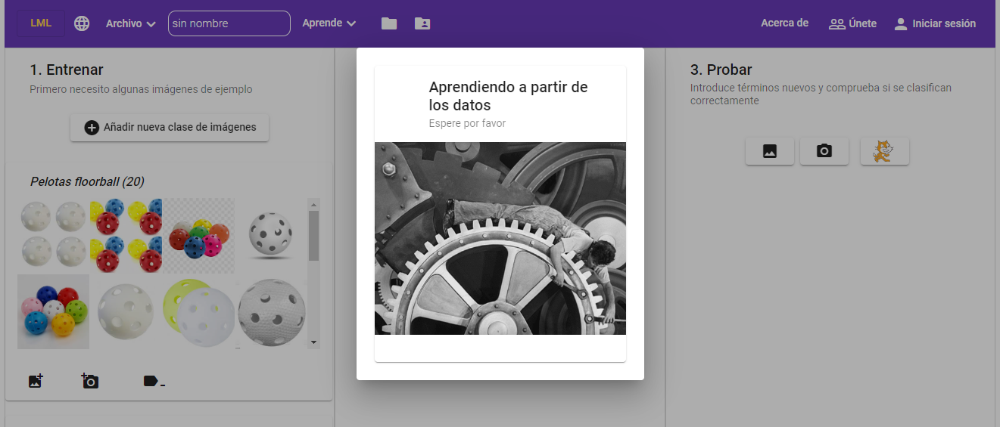 LML
Archivo
sin nombre
Aprende
Acerca de
Únete
Iniciar sesión
1. Entrenar
Primero necesito algunas imágenes de ejemplo
Añadir nueva clase de imágenes
Pelotas floorball (20)
Aprendiendo a partir de
los datos
Espere por favor
3. Probar
Introduce términos nuevos y comprueba si se clasifican
correctamente